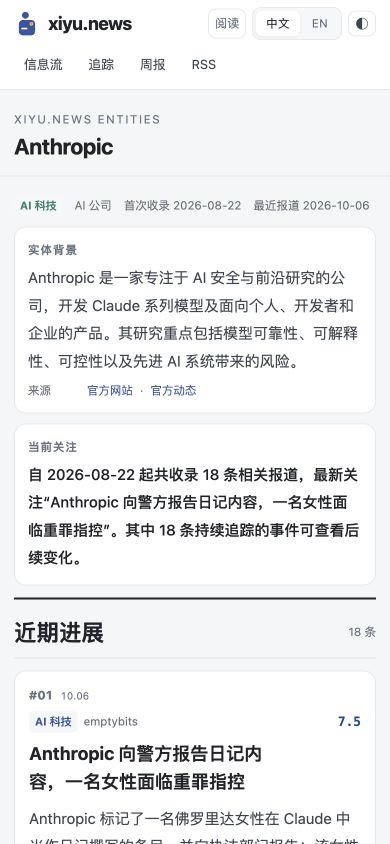 xiyu.news
阅读
中文
EN
信息流
追踪
周报
RSS
XIYU.NEWS ENTITIES
Anthropic
AI 科技
AI 公司
首次收录 2026-08-22
最近报道 2026-10-06
实体背景
Anthropic 是一家专注于 AI 安全与前沿研究的公
司，开发 Claude 系列模型及面向个人、开发者和
企业的产品。其研究重点包括模型可靠性、可解释
性、可控性以及先进 AI 系统带来的风险。
来源
官方网站 · 官方动态
当前关注
自 2026-08-22 起共收录 18 条相关报道，最新关
注“Anthropic 向警方报告日记内容，一名女性面
临重罪指控”。其中 18 条持续追踪的事件可查看后
续变化。
近期进展
18 条
#01 10.06
AI 科技 emptybits
7.5
Anthropic 向警方报告日记内
容，一名女性面临重罪指控
Anthropic 标记了一名佛罗里达女性在 Claude 中